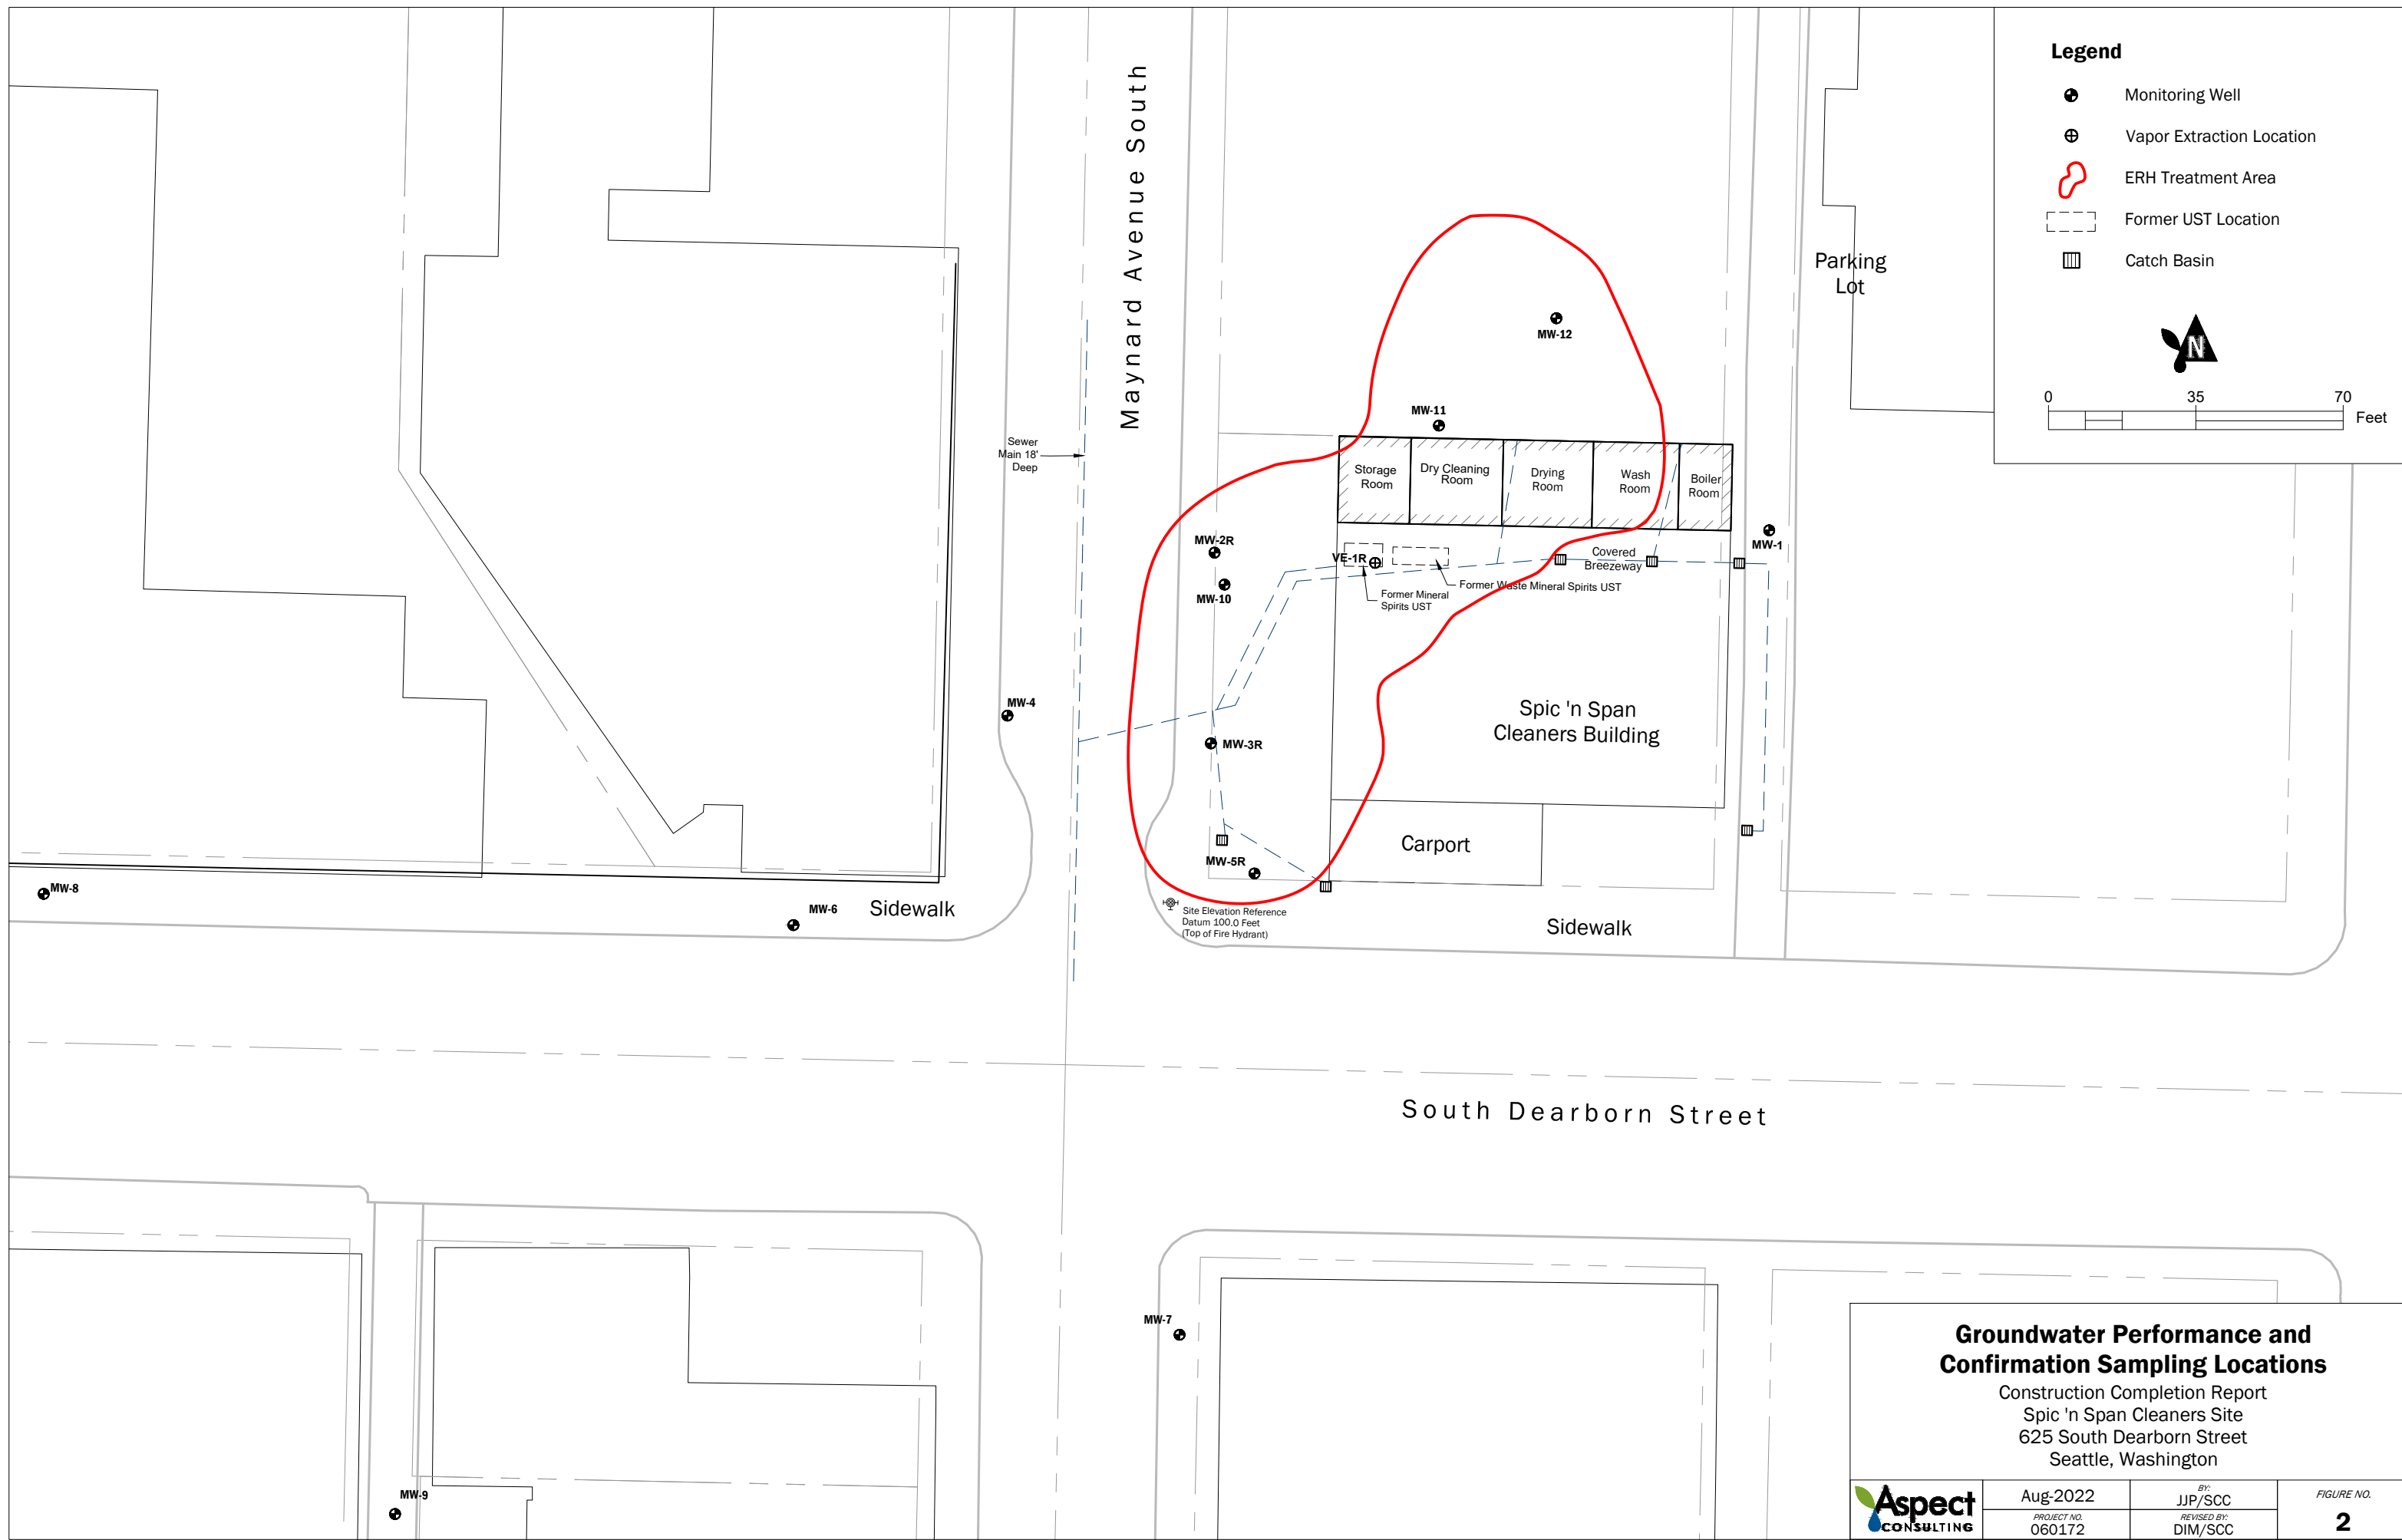 Legend
Monitoring Well
Vapor Extraction Location
ERH Treatment Area
Former UST Location
Catch Basin
N
0 35 70
Feet
Maynard Avenue South
Parking
Lot
MW-12
MW-11
Sewer
Main 18'
Deep
Storage
Room
Dry Cleaning
Room
Drying
Room
Wash
Room
Boiler
Room
MW-2R
VE-1R
Covered
Breezeway
MW-1
MW-10
Former Waste Mineral Spirits UST
Former Mineral
Spirits UST
MW-4
MW-3R
Spic 'n Span
Cleaners Building
Carport
MW-5R
MW-8
MW-6
Sidewalk
Site Elevation Reference
Datum 100.0 Feet
(Top of Fire Hydrant)
Sidewalk
South Dearborn Street
MW-7
MW-9
Groundwater Performance and
Confirmation Sampling Locations
Construction Completion Report
Spic 'n Span Cleaners Site
625 South Dearborn Street
Seattle, Washington
Aspect
CONSULTING
Aug-2022
PROJECT NO.
060172
BY:
JJP/SCC
REVISED BY:
DIM/SCC
FIGURE NO.
2